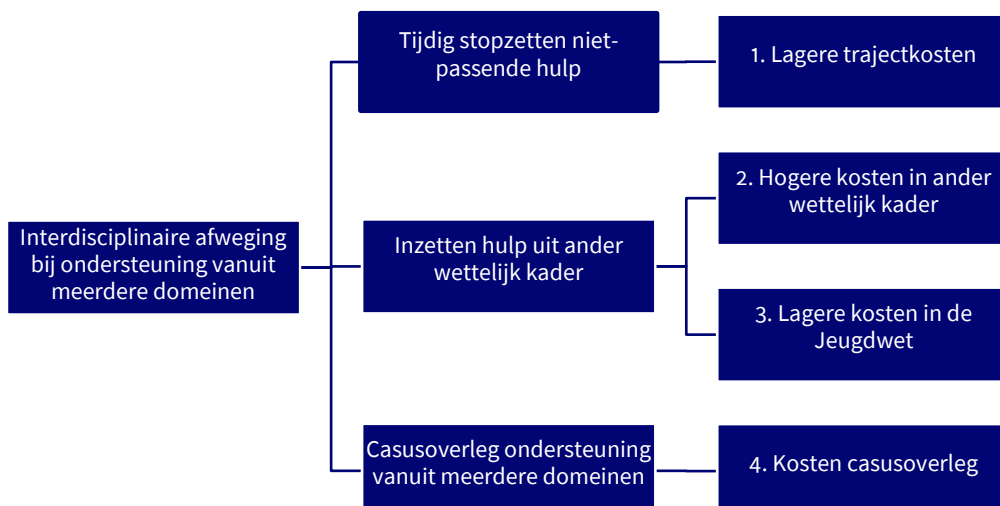 Tijdig stopzetten niet-
passende hulp
1. Lagere trajectkosten
2. Hogere kosten in ander
wettelijk kader
Interdisciplinaire afweging
bij ondersteuning vanuit
meerdere domeinen
Inzetten hulp uit ander
wettelijk kader
3. Lagere kosten in de
Jeugdwet
Casusoverleg ondersteuning
vanuit meerdere domeinen
4. Kosten casusoverleg